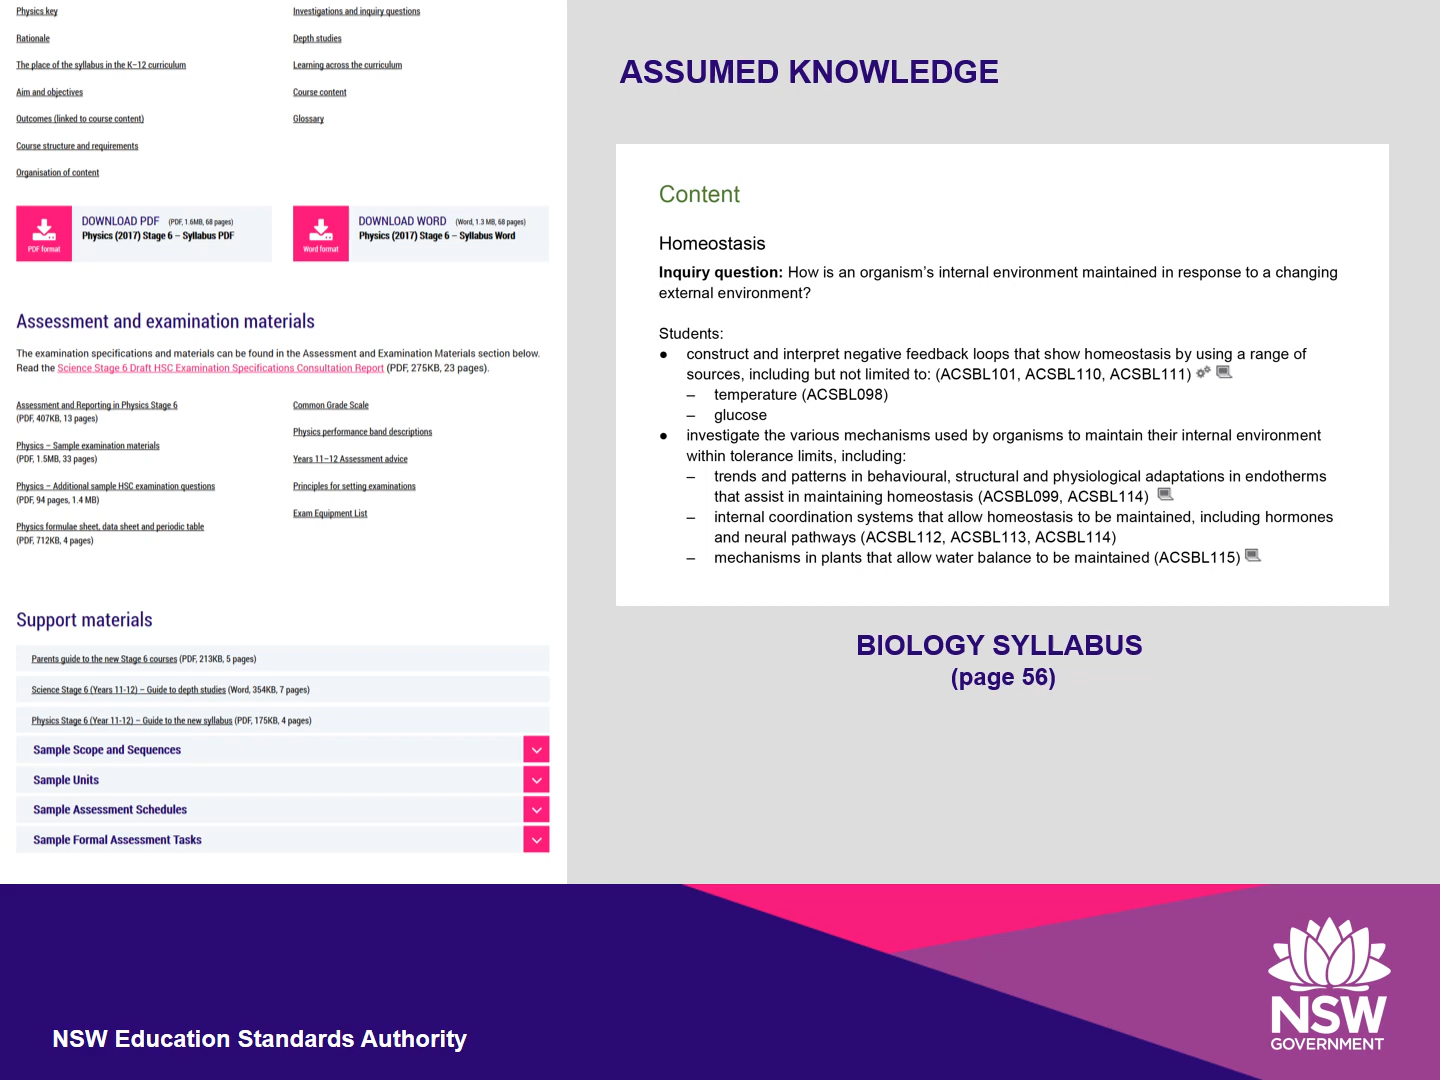 Physics key
Rationale
The place of the syllabus in the K–12 curriculum
Aim and objectives
Outcomes (linked to course content)
Course structure and requirements
Organisation of content
Investigations and inquiry questions
Depth studies
Learning across the curriculum
Course content
Glossary
PDF format
DOWNLOAD PDF (PDF, 1.6MB, 68 pages)
Physics (2017) Stage 6 – Syllabus PDF
Word format
DOWNLOAD WORD (Word, 1.3 MB, 68 pages)
Physics (2017) Stage 6 – Syllabus Word
Assessment and examination materials
The examination specifications and materials can be found in the Assessment and Examination Materials section below.
Read the Science Stage 6 Draft HSC Examination Specifications Consultation Report (PDF, 275KB, 23 pages).
Assessment and Reporting in Physics Stage 6
(PDF, 407KB, 13 pages)
Physics – Sample examination materials
(PDF, 1.5MB, 33 pages)
Physics – Additional sample HSC examination questions
(PDF, 94 pages, 1.4 MB)
Physics formulae sheet, data sheet and periodic table
(PDF, 712KB, 4 pages)
Common Grade Scale
Physics performance band descriptions
Years 11–12 Assessment advice
Principles for setting examinations
Exam Equipment List
Support materials
Parents guide to the new Stage 6 courses (PDF, 213KB, 5 pages)
Science Stage 6 (Years 11-12) – Guide to depth studies (Word, 354KB, 7 pages)
Physics Stage 6 (Year 11-12) – Guide to the new syllabus (PDF, 175KB, 4 pages)
Sample Scope and Sequences
Sample Units
Sample Assessment Schedules
Sample Formal Assessment Tasks
ASSUMED KNOWLEDGE
Content
Homeostasis
Inquiry question: How is an organism's internal environment maintained in response to a changing
external environment?
Students:
● construct and interpret negative feedback loops that show homeostasis by using a range of
sources, including but not limited to: (ACSBL101, ACSBL110, ACSBL111)
– temperature (ACSBL098)
– glucose
● investigate the various mechanisms used by organisms to maintain their internal environment
within tolerance limits, including:
– trends and patterns in behavioural, structural and physiological adaptations in endotherms
that assist in maintaining homeostasis (ACSBL099, ACSBL114)
– internal coordination systems that allow homeostasis to be maintained, including hormones
and neural pathways (ACSBL112, ACSBL113, ACSBL114)
– mechanisms in plants that allow water balance to be maintained (ACSBL115)
BIOLOGY SYLLABUS
(page 56)
NSW Education Standards Authority
NSW
GOVERNMENT